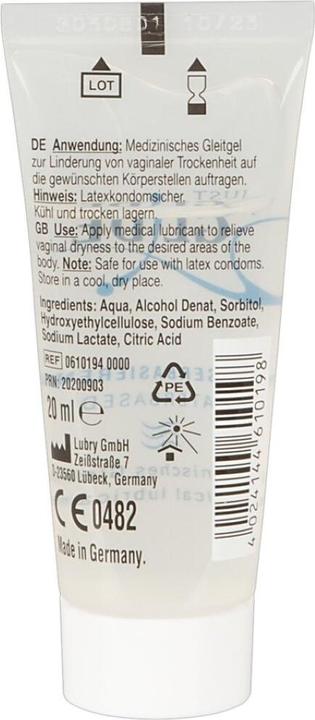 LOT
DE Anwendung: Medizinisches Gleitgel
zur Linderung von vaginaler Trockenheit auf
die gewünschten Körperstellen auftragen.
Hinweis: Latexkondomsicher.
Kühl und trocken lagern.
GB Use: Apply medical lubricant to relieve
vaginal dryness to the desired areas of the
body. Note: Safe for use with latex condoms.
Store in a cool, dry place.
Ingredients: Aqua, Alcohol Denat, Sorbitol,
Hydroxyethylcellulose, Sodium Benzoate,
Sodium Lactate, Citric Acid
REF 0610194 0000
PRN: 20200903
20 ml e
PE
Lubry GmbH
Zeißstraße 7
D-23560 Lübeck, Germany
CE 0482
Made in Germany.
4024144610198